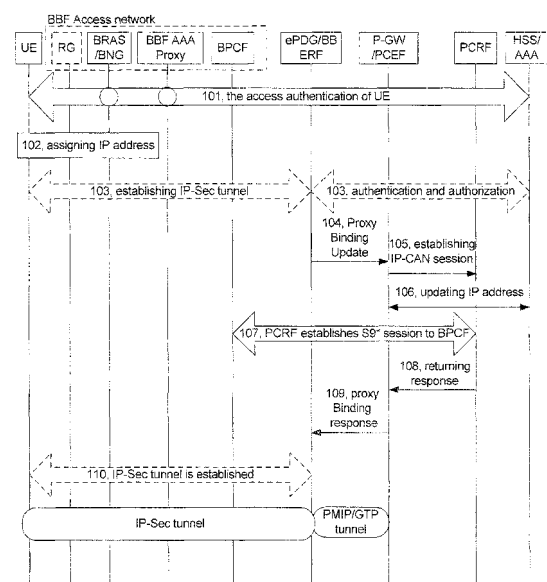 BBF Access network
UE
RG
BRAS
/BNG
BBF AAA
Proxy
BPCF
ePDG/BB
ERF
P-GW
/PCEF
PCRF
HSS/
AAA
101, the access authentication of UE
102, assigning IP address
103, establishing IP-Sec tunnel
103. authentication and authorization
104, Proxy
Binding
Update
105, establishing
IP-CAN session
106, updating IP address
107, PCRF establishes S9* session to BPCF
108, returning
response
109, proxy
Binding
response
110, IP-Sec tunnel is established
IP-Sec tunnel
PMIP/GTP
tunnel